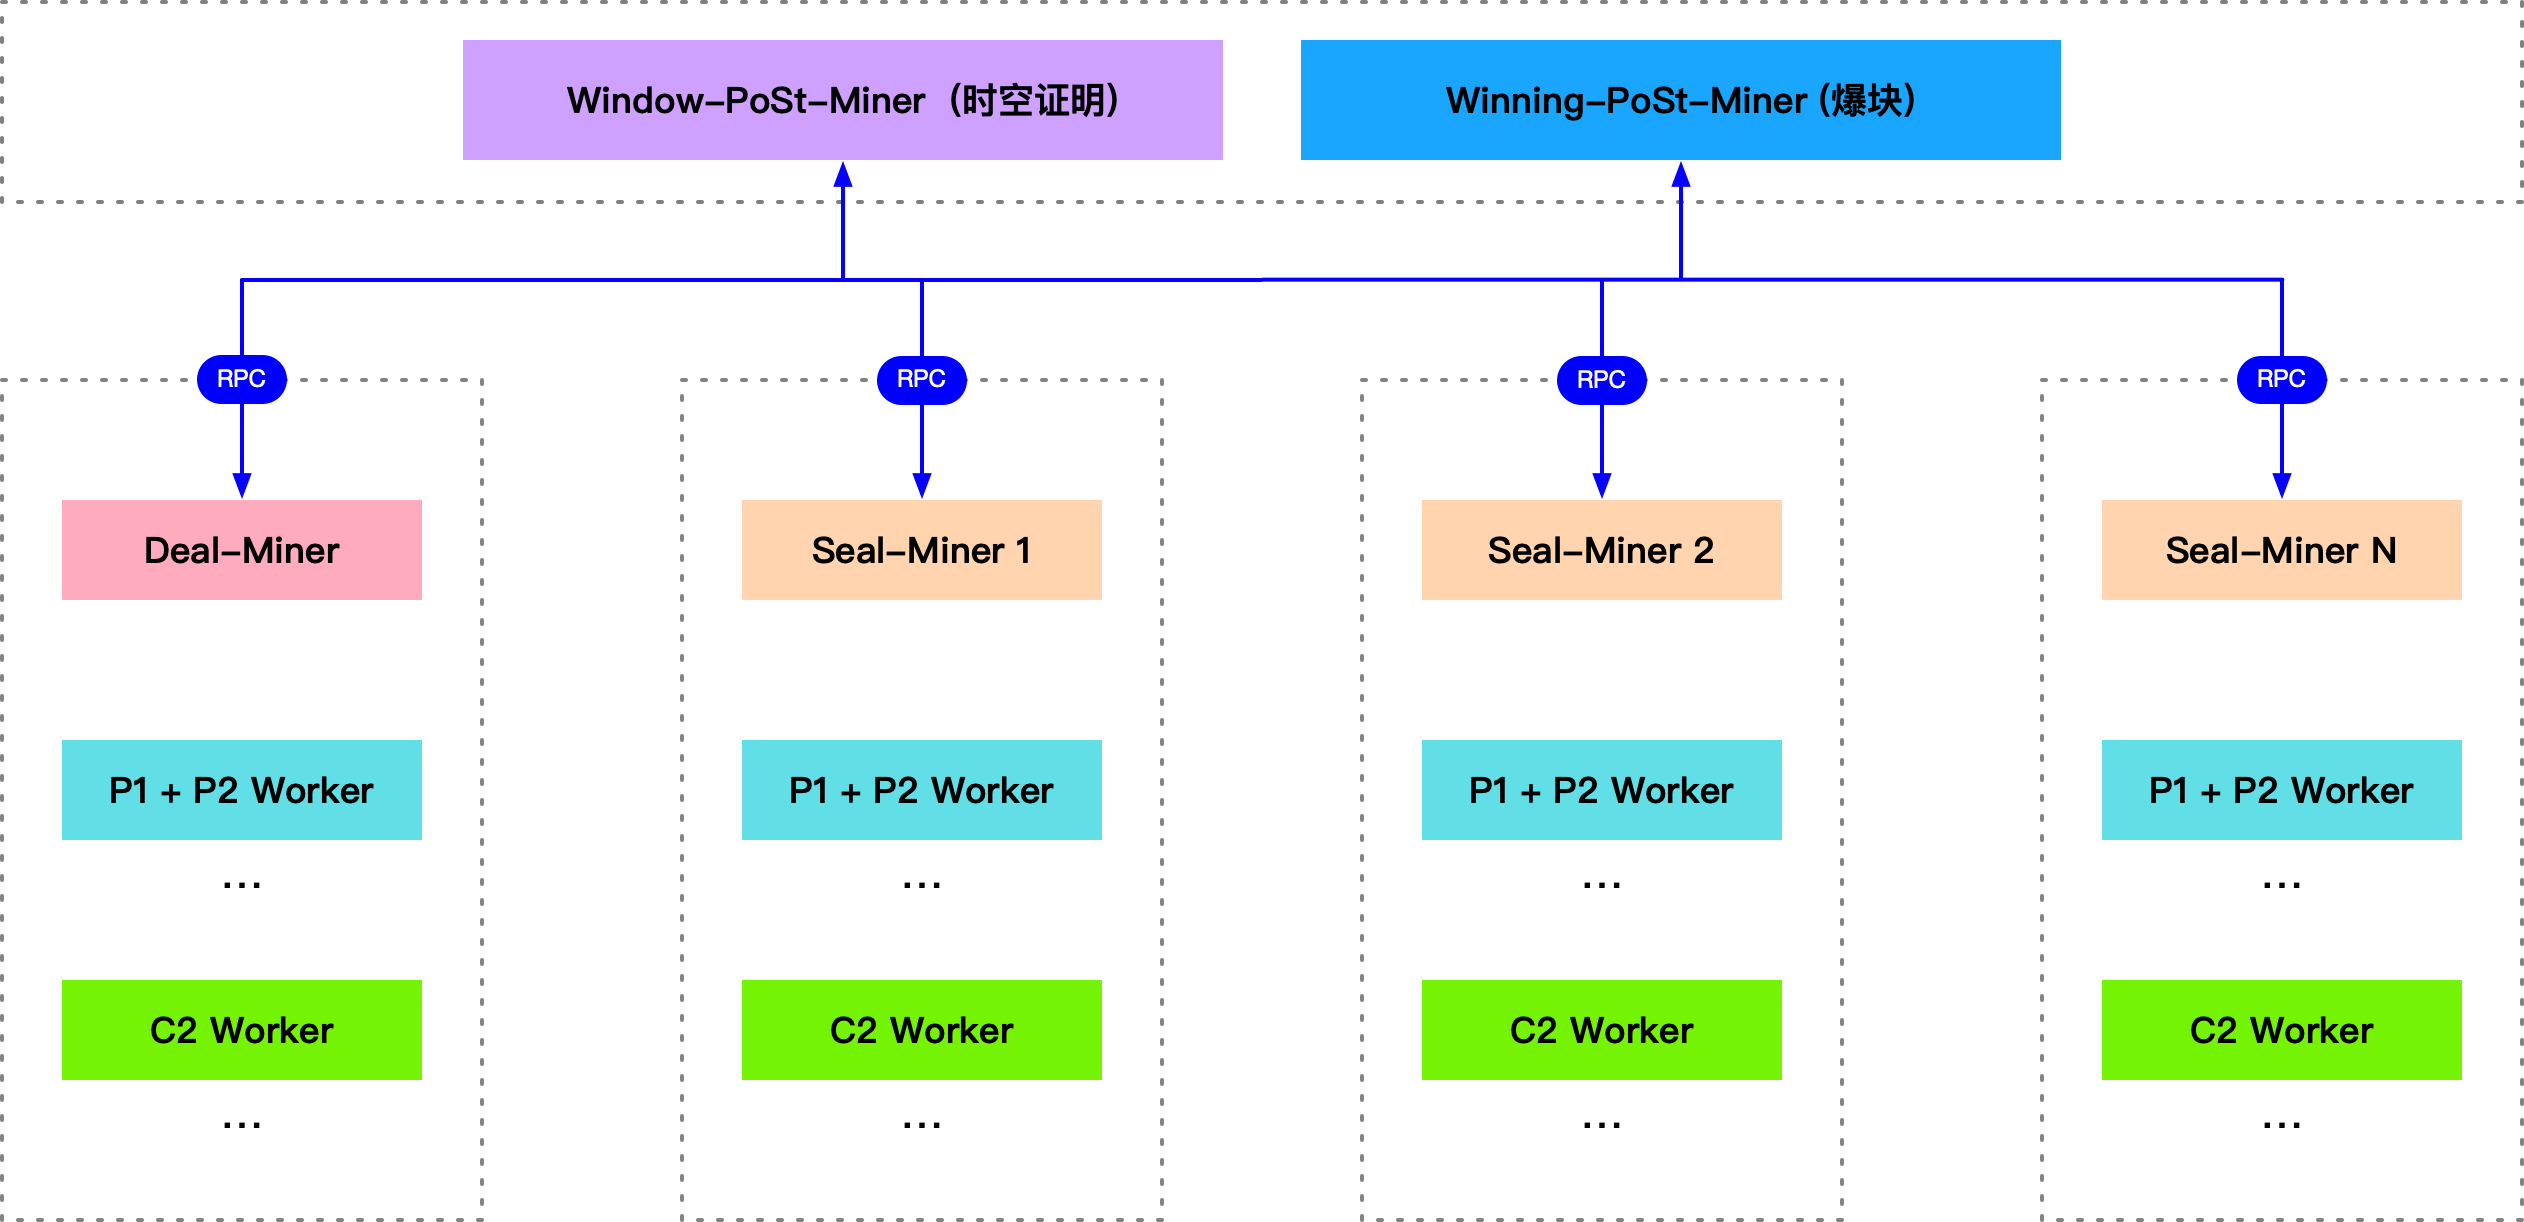 Window-PoSt-Miner（时空证明）
Winning-PoSt-Miner (爆块)
RPC
RPC
RPC
RPC
Deal-Miner
Seal-Miner 1
Seal-Miner 2
Seal-Miner N
P1 + P2 Worker
P1 + P2 Worker
P1 + P2 Worker
P1 + P2 Worker
...
...
...
...
C2 Worker
C2 Worker
C2 Worker
C2 Worker
...
...
...
...